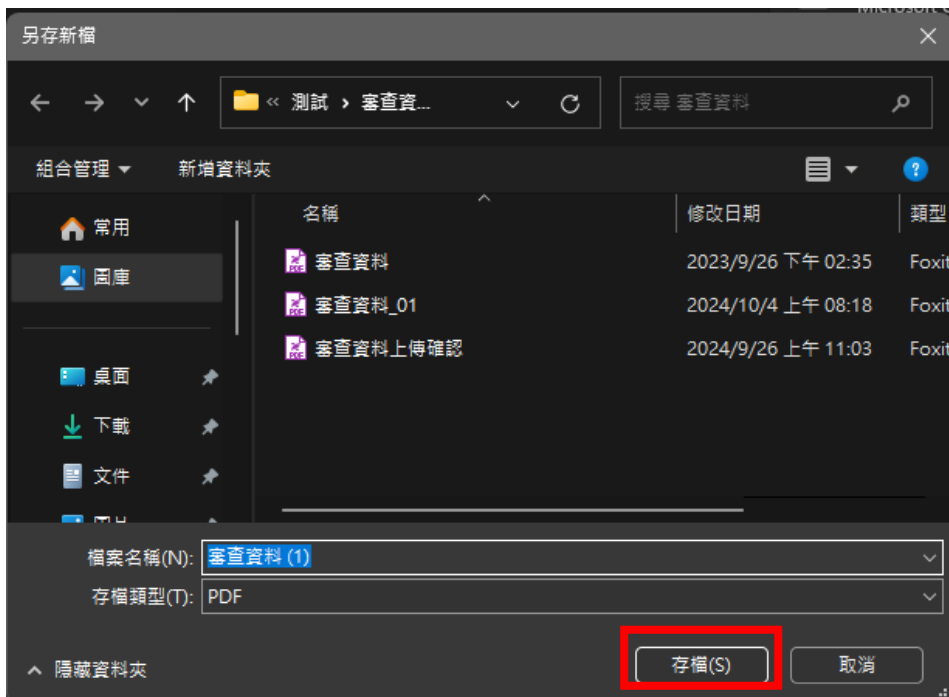 另存新檔
« 測試 › 審查資...
搜尋 審查資料
組合管理
新增資料夾
名稱
修改日期
類型
常用
圖庫
審查資料
2023/9/26 下午 02:35
Foxit
審查資料_01
2024/10/4 上午 08:18
Foxit
審查資料上傳確認
2024/9/26 上午 11:03
Foxit
桌面
下載
文件
檔案名稱(N):
審查資料 (1)
存檔類型(T):
PDF
隱藏資料夾
存檔(S)
取消